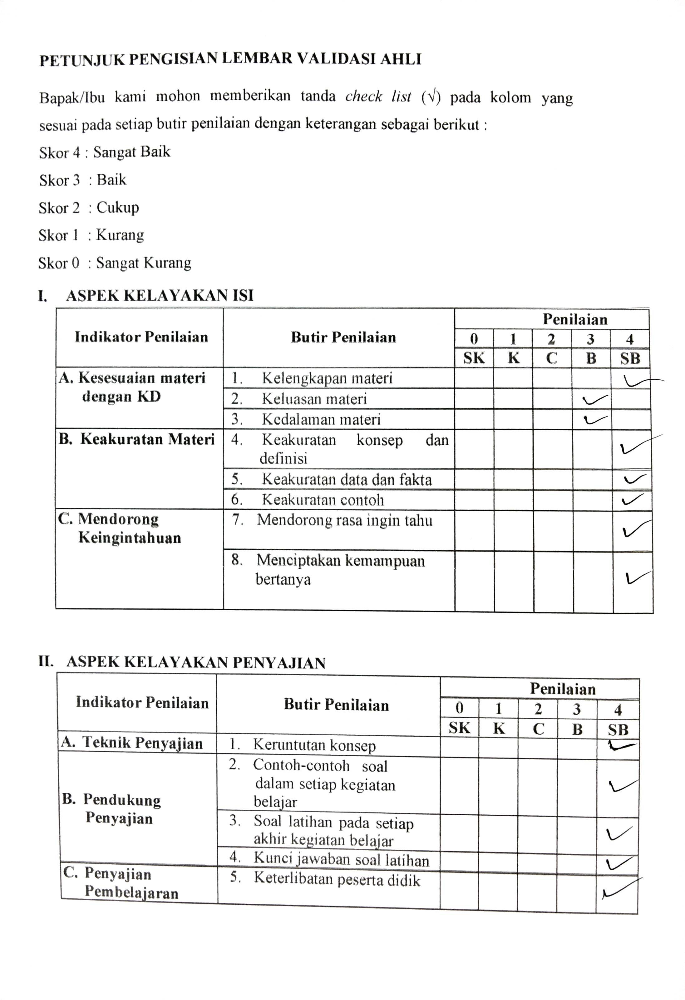 PETUNJUK PENGISIAN LEMBAR VALIDASI AHLI
Bapak/Ibu kami mohon memberikan tanda check list (√) pada kolom yang
sesuai pada setiap butir penilaian dengan keterangan sebagai berikut :
Skor 4 : Sangat Baik
Skor 3 : Baik
Skor 2 : Cukup
Skor 1 : Kurang
Skor 0 : Sangat Kurang
I. ASPEK KELAYAKAN ISI
Indikator Penilaian Butir Penilaian Penilaian
0 1 2 3 4
SK K C B SB
A. Kesesuaian materi 1. Kelengkapan materi ✓
dengan KD 2. Keluasan materi ✓
3. Kedalaman materi ✓
B. Keakuratan Materi 4. Keakuratan konsep dan
definisi ✓
5. Keakuratan data dan fakta ✓
6. Keakuratan contoh ✓
C. Mendorong 7. Mendorong rasa ingin tahu ✓
Keingintahuan
8. Menciptakan kemampuan
bertanya ✓
II. ASPEK KELAYAKAN PENYAJIAN
Indikator Penilaian Butir Penilaian Penilaian
0 1 2 3 4
SK K C B SB
A. Teknik Penyajian 1. Keruntutan konsep ✓
2. Contoh-contoh soal
dalam setiap kegiatan ✓
B. Pendukung belajar
Penyajian 3. Soal latihan pada setiap
akhir kegiatan belajar ✓
4. Kunci jawaban soal latihan ✓
C. Penyajian 5. Keterlibatan peserta didik
Pembelajaran ✓